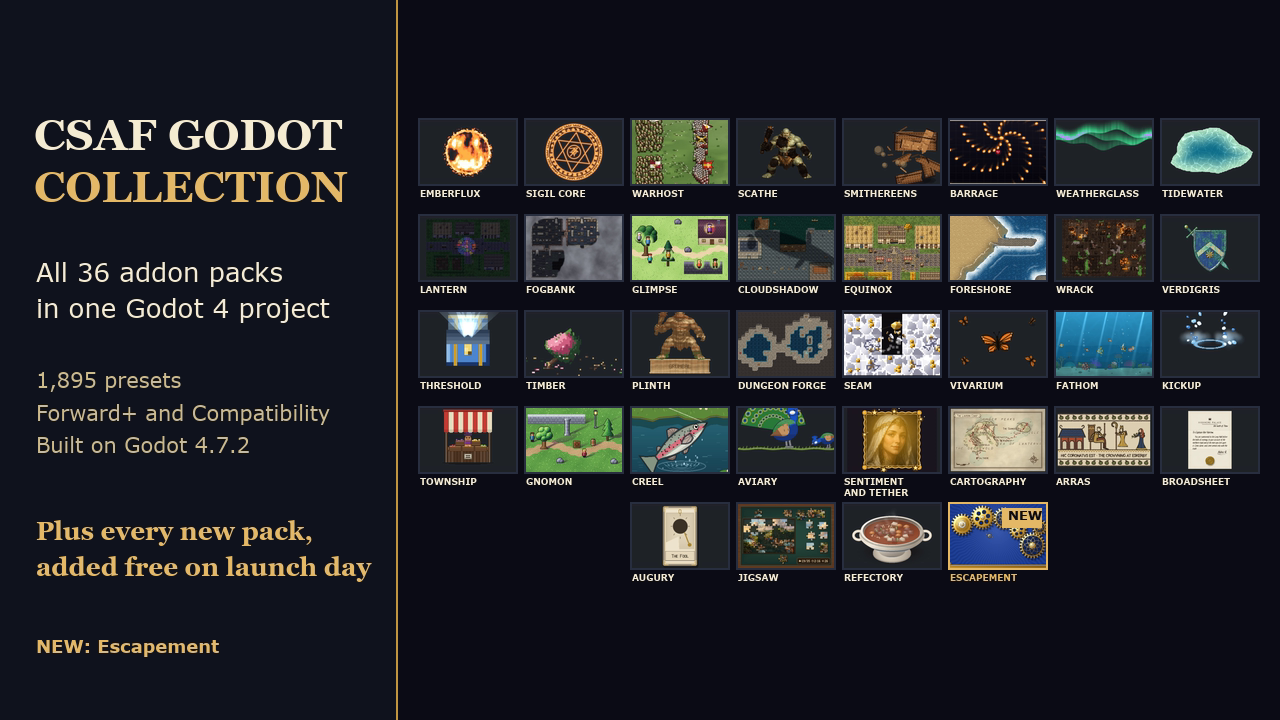 CSAF GODOT
COLLECTION
All 36 addon packs
in one Godot 4 project
1,895 presets
Forward+ and Compatibility
Built on Godot 4.7.2
Plus every new pack,
added free on launch day
NEW: Escapement
EMBERFLUX
SIGIL CORE
WARHOST
SCATHE
SMITHEREENS
BARRAGE
WEATHERGLASS
TIDEWATER
LANTERN
FOGBANK
GLIMPSE
CLOUDSHADOW
EQUINOX
FORESHORE
WRACK
VERDIGRIS
THRESHOLD
TIMBER
PLINTH
DUNGEON FORGE
SEAM
VIVARIUM
FATHOM
KICKUP
TOWNSHIP
GNOMON
CREEL
AVIARY
SENTIMENT
AND TETHER
CARTOGRAPHY
ARRAS
BROADSHEET
THE FOOL
NEW
AUGURY
JIGSAW
REFECTORY
ESCAPEMENT